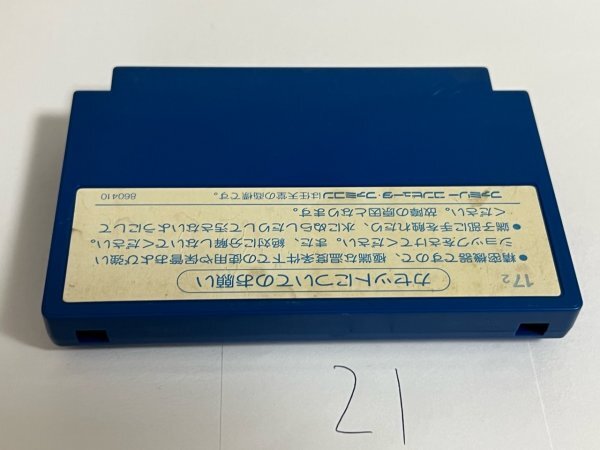 カセットについてのお願い
172
●精密機器ですので、極端な温度条件下での使用や保管および強い
ショックをさけてください。また、絶対に分解しないでください。
●端子部に手を触れたり、水にぬらしたりして汚さないようにして
ください。故障の原因となります。
ファミリーコンピュータ・ファミコンは任天堂の商標です。
860410
21